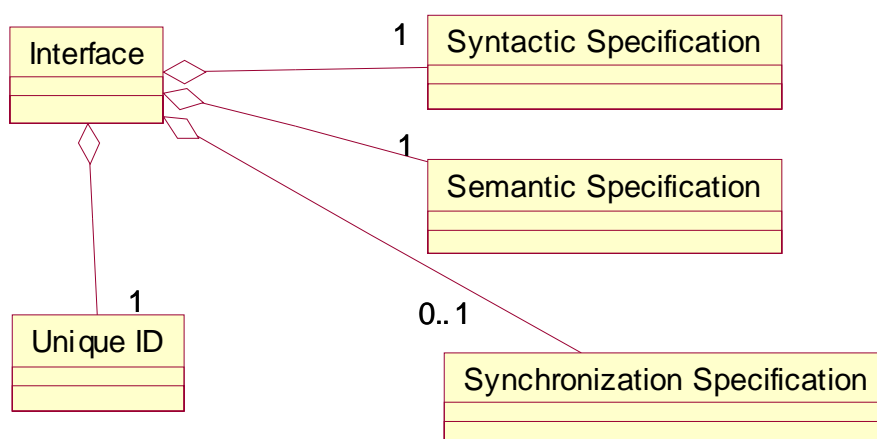 Interface
1
Syntactic Specification
1
Semantic Specification
1
Unique ID
0..1
Synchronization Specification